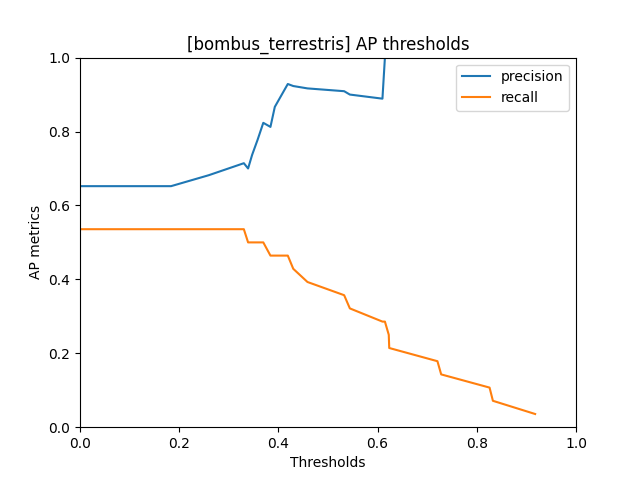 [bombus_terrestris] AP thresholds
precision
recall
AP metrics
1.0
0.8
0.6
0.4
0.2
0.0
0.0 0.2 0.4 0.6 0.8 1.0
Thresholds